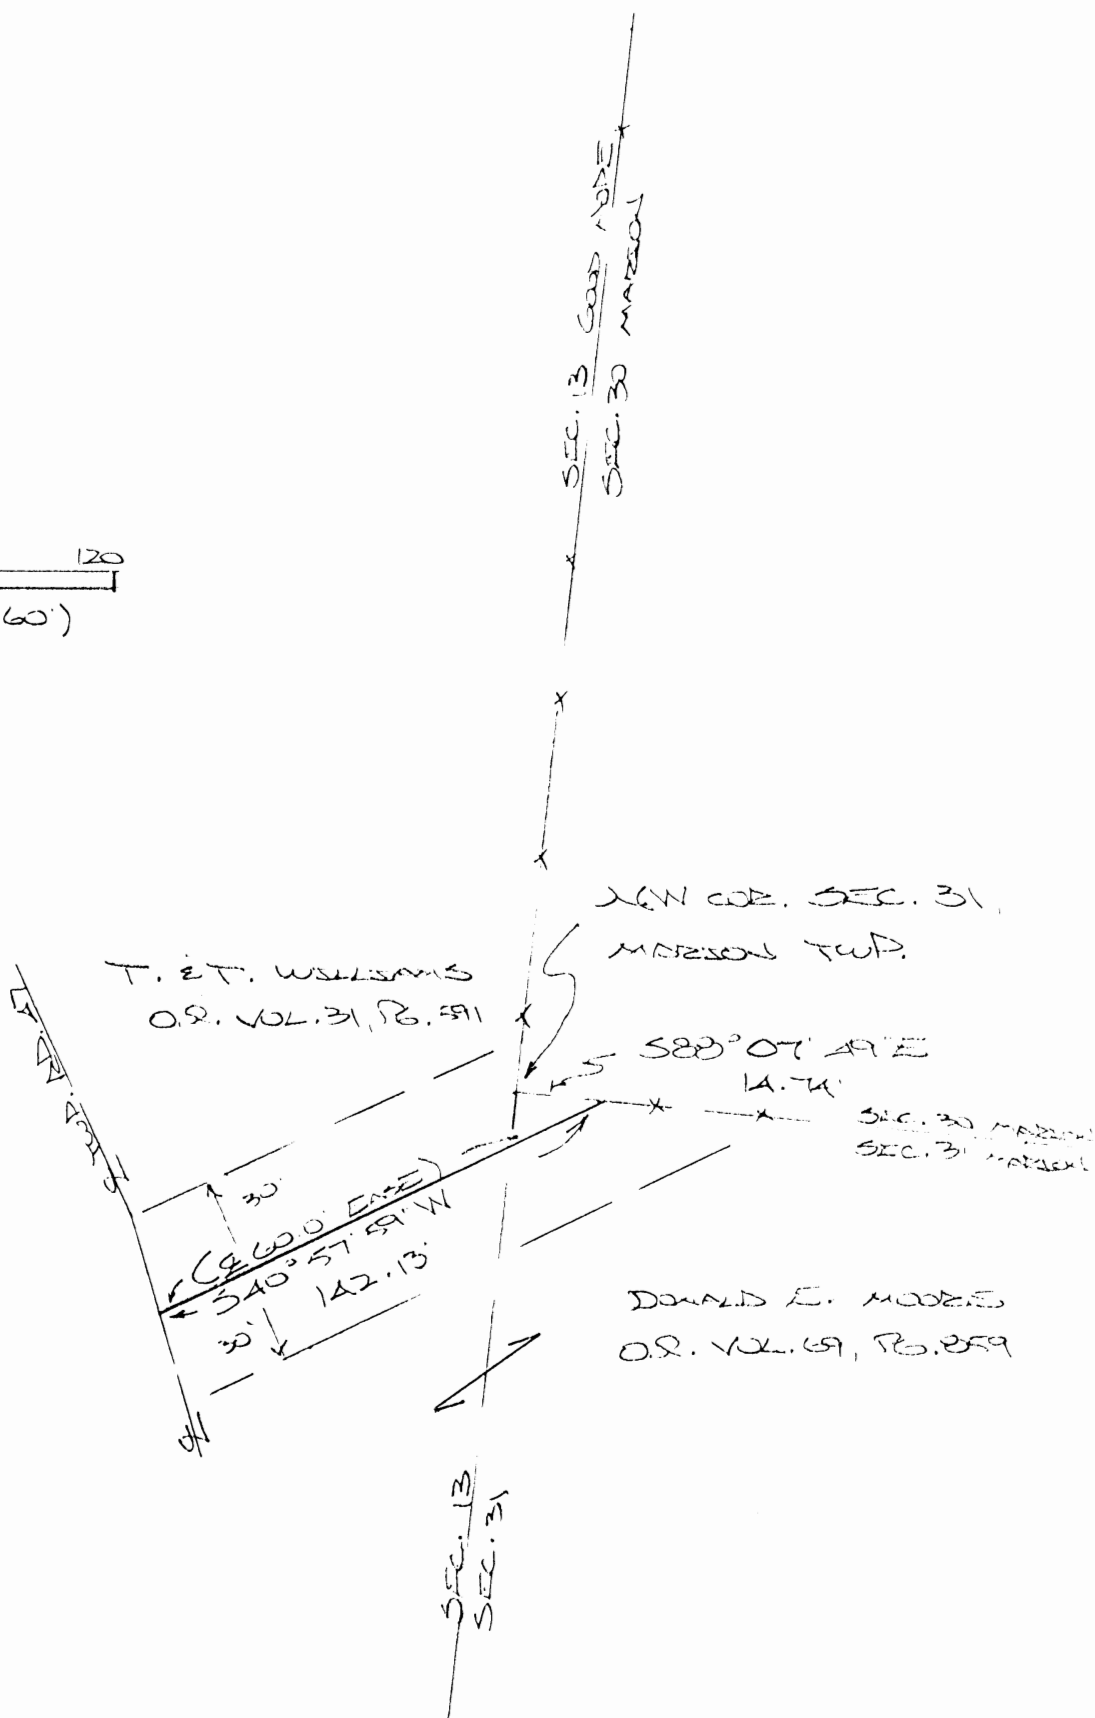 SEC. 13 GOOD HOPE
SEC. 30 MARION
120
60')
NW COR. SEC. 31,
MARION TWP.
T. & T. WILLIAMS
O.R. VOL. 31, PG. 591
S88°07'49"E
14.74'
SEC. 30 MARION
SEC. 31 MARION
30'
(℄ 60.0' EASE)
S40°57'59"W
142.13'
30'
DONALD E. MOORE
O.R. VOL. 69, PG. 859
℄
℄
SEC. 13
SEC. 31